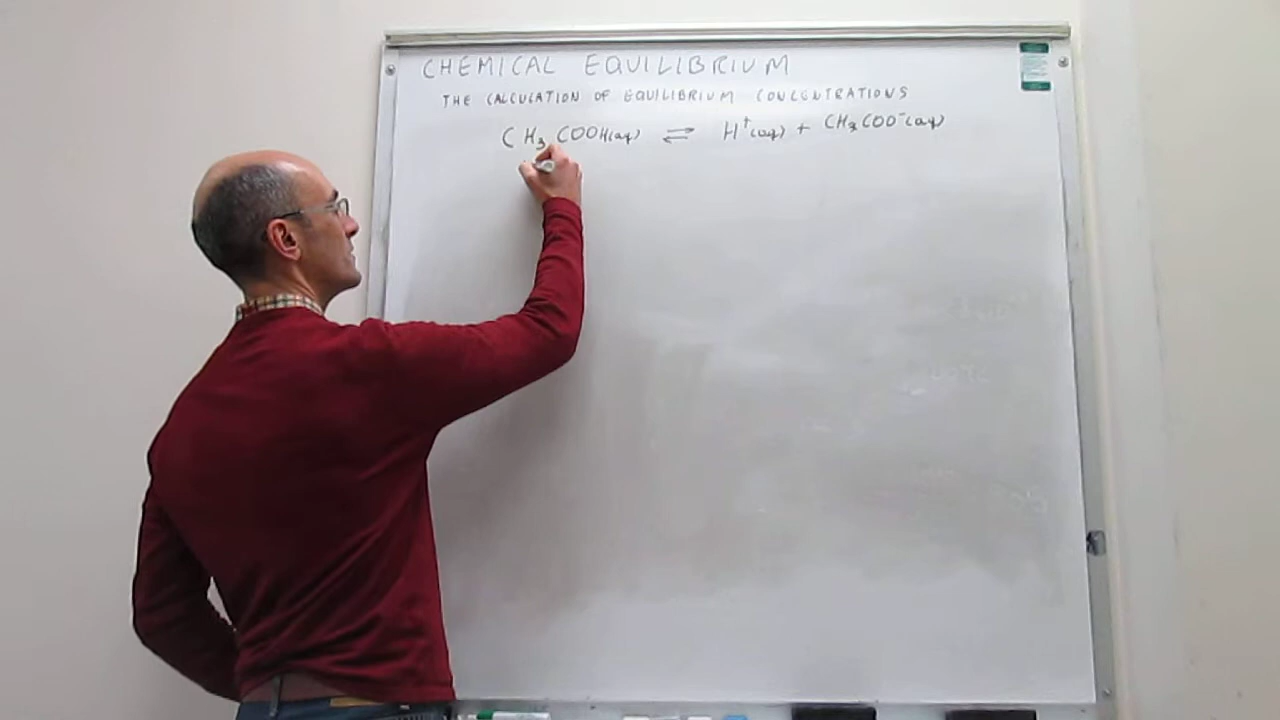 CHEMICAL EQUILIBRIUM
THE CALCULATION OF EQUILIBRIUM CONCENTRATIONS
CH₃COOH(aq) ⇌ H⁺(aq) + CH₃COO⁻(aq)